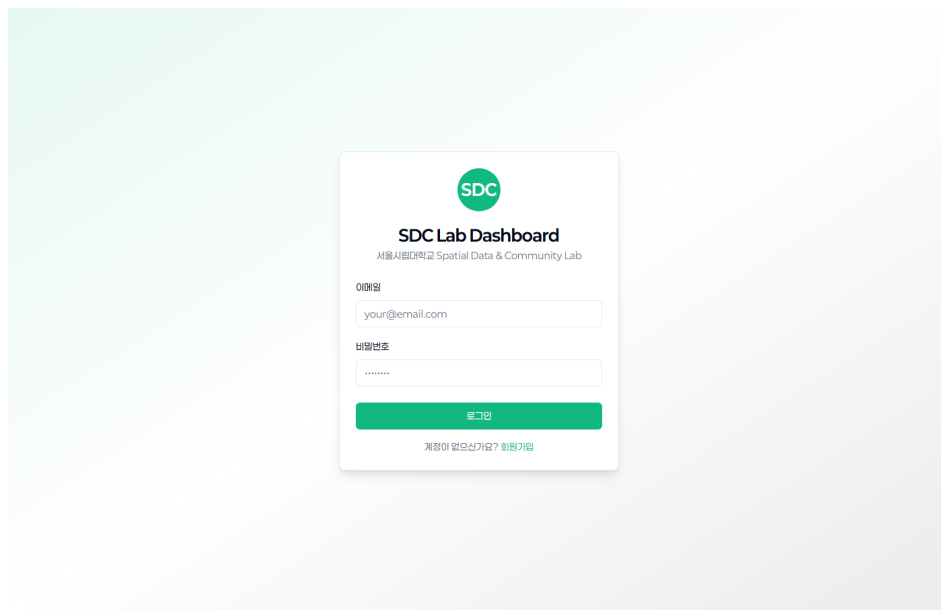 SDC
SDC Lab Dashboard
서울시립대학교 Spatial Data & Community Lab
이메일
your@email.com
비밀번호
••••••••
로그인
계정이 없으신가요? 회원가입